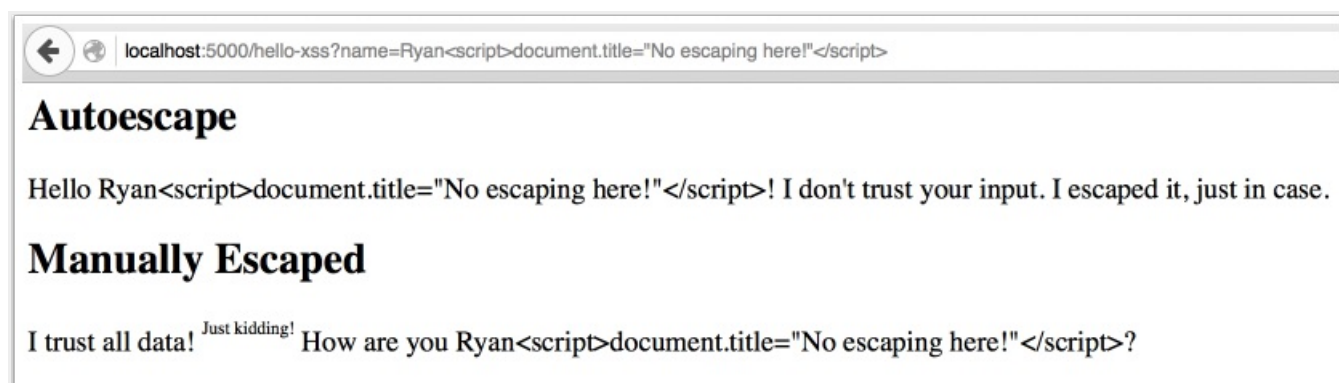 localhost:5000/hello-xss?name=Ryan<script>document.title="No escaping here!"</script>
Autoescape
Hello Ryan<script>document.title="No escaping here!"</script>! I don't trust your input. I escaped it, just in case.
Manually Escaped
I trust all data! Just kidding! How are you Ryan<script>document.title="No escaping here!"</script>?